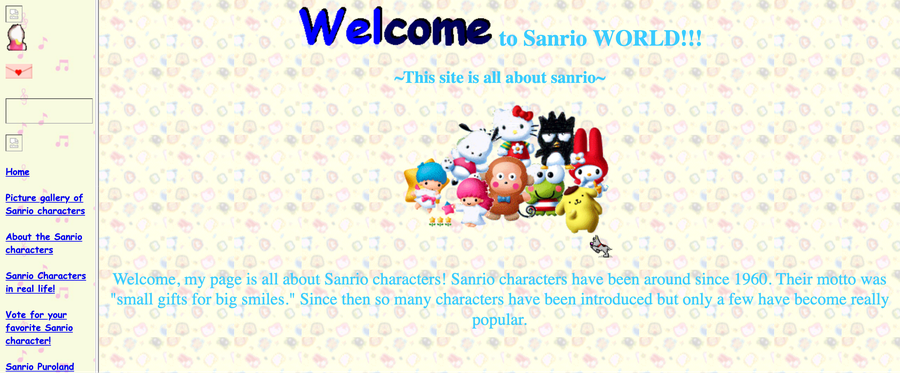 Welcome to Sanrio WORLD!!!
~This site is all about sanrio~
Home
Picture gallery of
Sanrio characters
About the Sanrio
characters
Sanrio Characters
in real life!
Vote for your
favorite Sanrio
character!
Sanrio Puroland
Welcome, my page is all about Sanrio characters! Sanrio characters have been around since 1960. Their motto was
"small gifts for big smiles." Since then so many characters have been introduced but only a few have become really
popular.